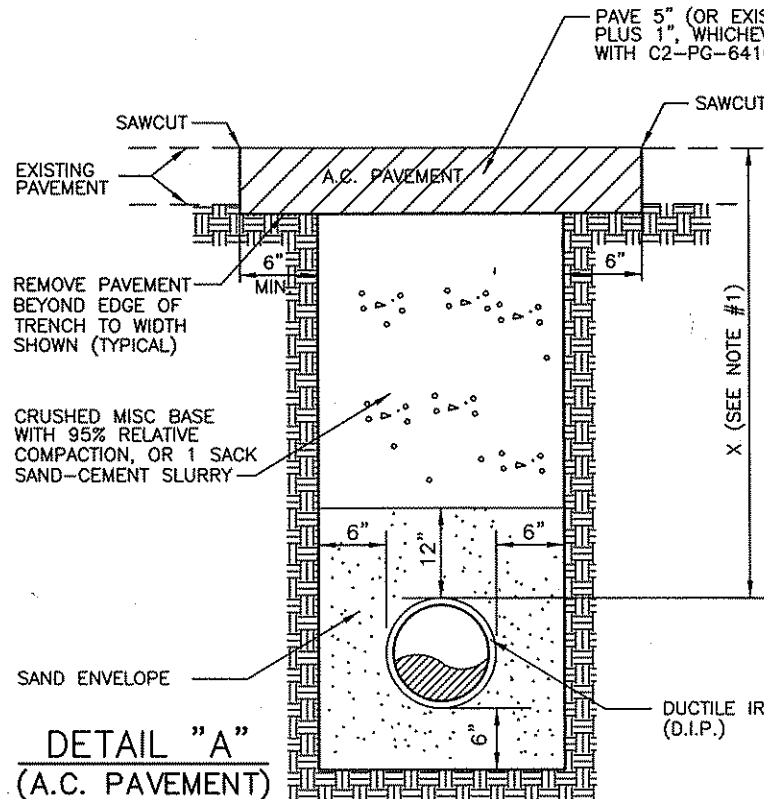 PAVE 5" (OR EXIS
PLUS 1", WHICHEV
WITH C2-PG-641
SAWCUT
SAWCUT
EXISTING
PAVEMENT
A.C. PAVEMENT
6"
MIN.
6"
REMOVE PAVEMENT
BEYOND EDGE OF
TRENCH TO WIDTH
SHOWN (TYPICAL)
X (SEE NOTE #1)
CRUSHED MISC BASE
WITH 95% RELATIVE
COMPACTION, OR 1 SACK
SAND-CEMENT SLURRY
6"
12"
6"
SAND ENVELOPE
DUCTILE IR
(D.I.P.)
6"
DETAIL "A"
(A.C. PAVEMENT)